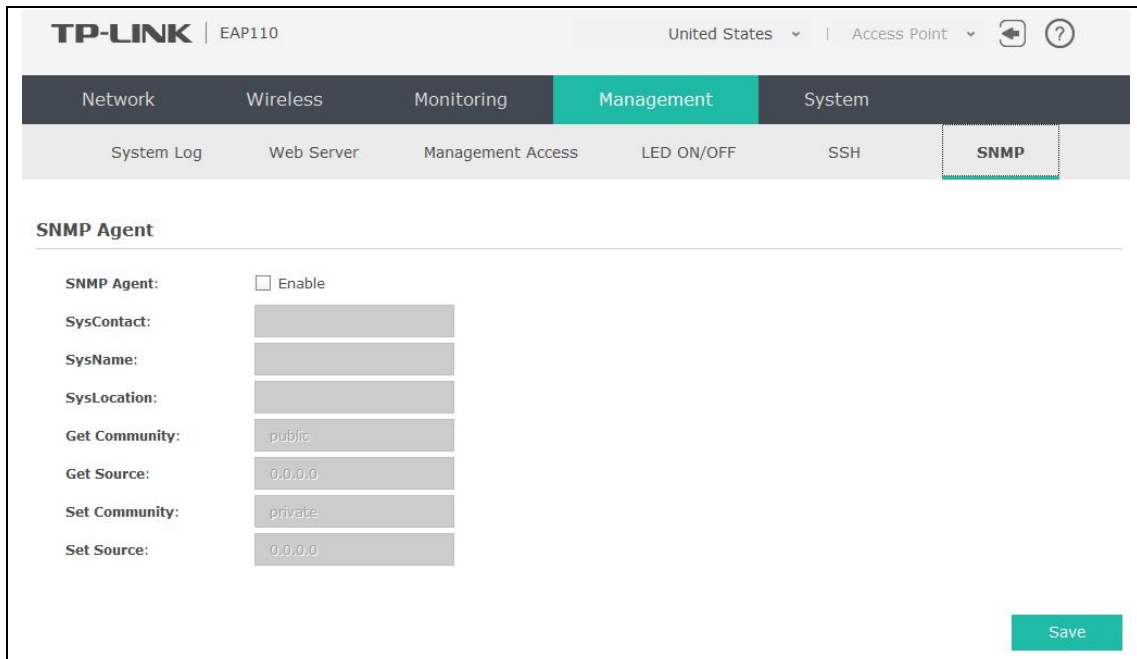 TP-LINK | EAP110 United States | Access Point ?
Network Wireless Monitoring Management System
System Log Web Server Management Access LED ON/OFF SSH SNMP
SNMP Agent
SNMP Agent: Enable
SysContact:
SysName:
SysLocation:
Get Community: public
Get Source: 0.0.0.0
Set Community: private
Set Source: 0.0.0.0
Save